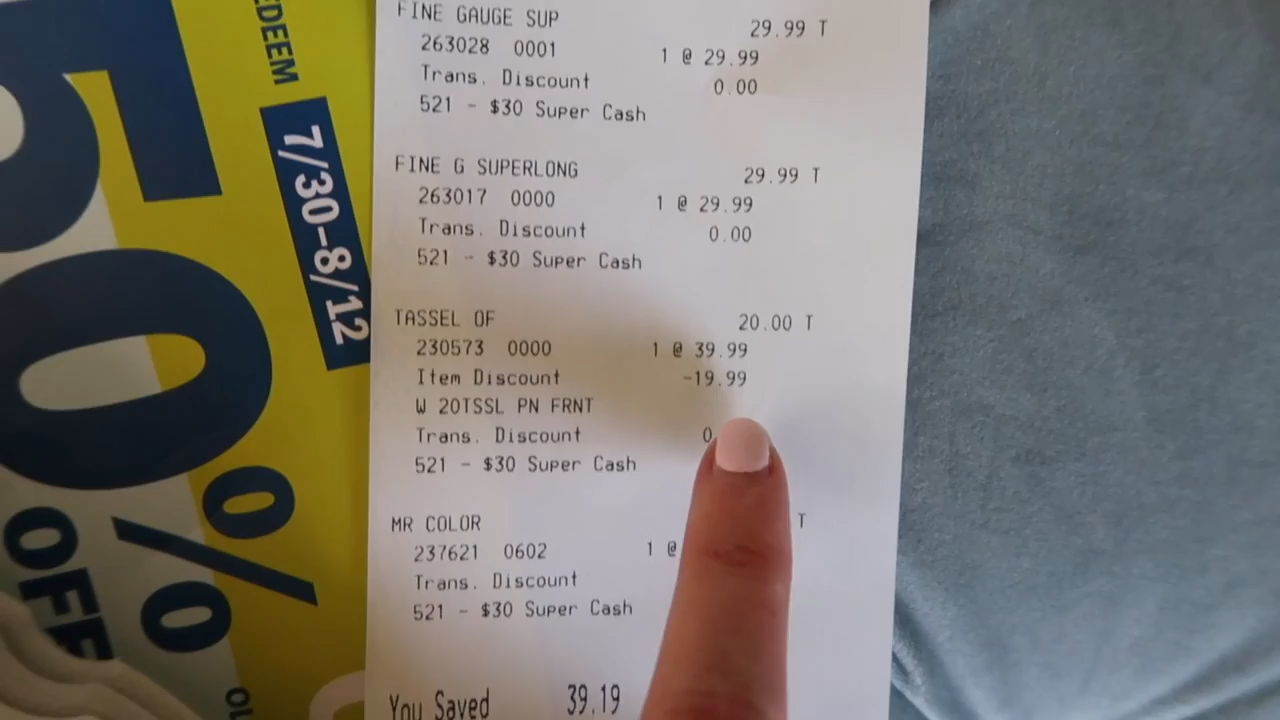 EDEEM
7/30-8/12
50%
OFF
FINE GAUGE SUP 29.99 T
263028 0001 1 @ 29.99
Trans. Discount 0.00
521 - $30 Super Cash
FINE G SUPERLONG 29.99 T
263017 0000 1 @ 29.99
Trans. Discount 0.00
521 - $30 Super Cash
TASSEL OF 20.00 T
230573 0000 1 @ 39.99
Item Discount -19.99
W 20TSSL PN FRNT
Trans. Discount 0
521 - $30 Super Cash
MR COLOR T
237621 0602 1 @
Trans. Discount
521 - $30 Super Cash
You Saved 39.19